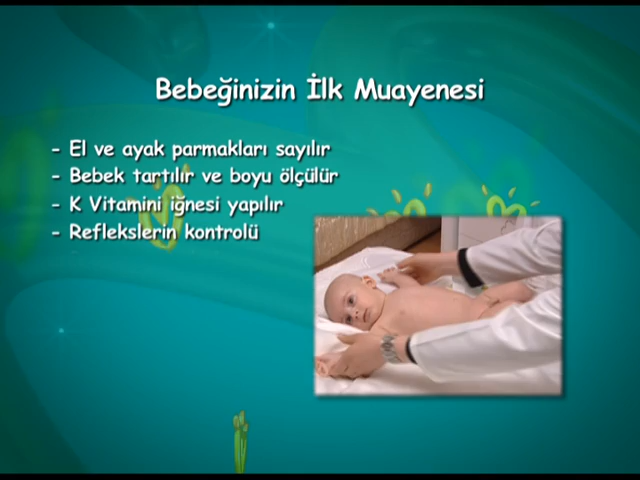 Bebeğinizin İlk Muayenesi
- El ve ayak parmakları sayılır
- Bebek tartılır ve boyu ölçülür
- K Vitamini iğnesi yapılır
- Reflekslerin kontrolü